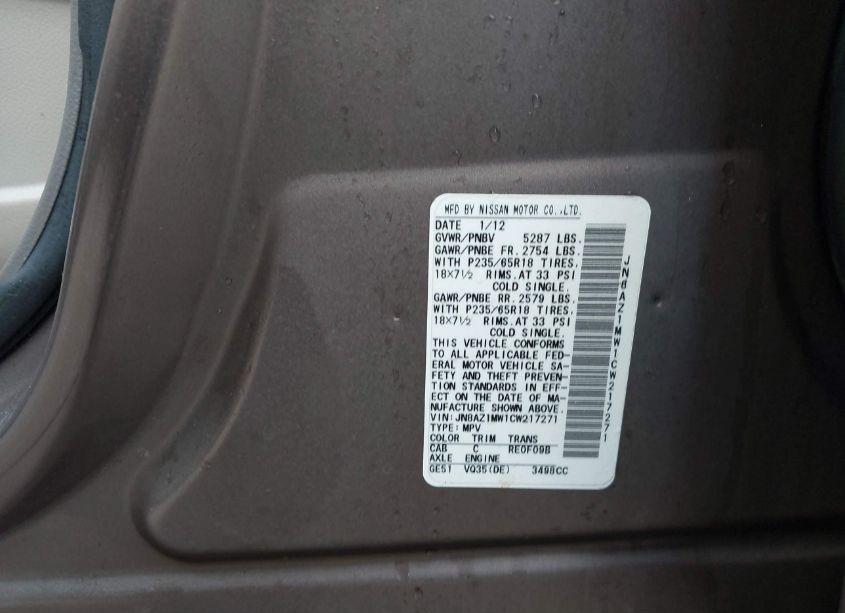 MFD BY NISSAN MOTOR CO.,LTD.
DATE 1/12
GVWR/PNBV 5287 LBS.
GAWR/PNBE FR. 2754 LBS.
WITH P235/65R18 TIRES.
18×7½ RIMS.AT 33 PSI
COLD SINGLE.
GAWR/PNBE RR. 2579 LBS.
WITH P235/65R18 TIRES.
18×7½ RIMS.AT 33 PSI
COLD SINGLE.
THIS VEHICLE CONFORMS
TO ALL APPLICABLE FED-
ERAL MOTOR VEHICLE SA-
FETY AND THEFT PREVEN-
TION STANDARDS IN EFF-
ECT ON THE DATE OF MA-
NUFACTURE SHOWN ABOVE.
VIN:JN8AZ1MW1CW217271
TYPE: MPV
COLOR TRIM TRANS
CAB C RE0F09B
AXLE ENGINE
GE51 VQ35(DE) 3498CC
JN8AZ1MW1CW217271